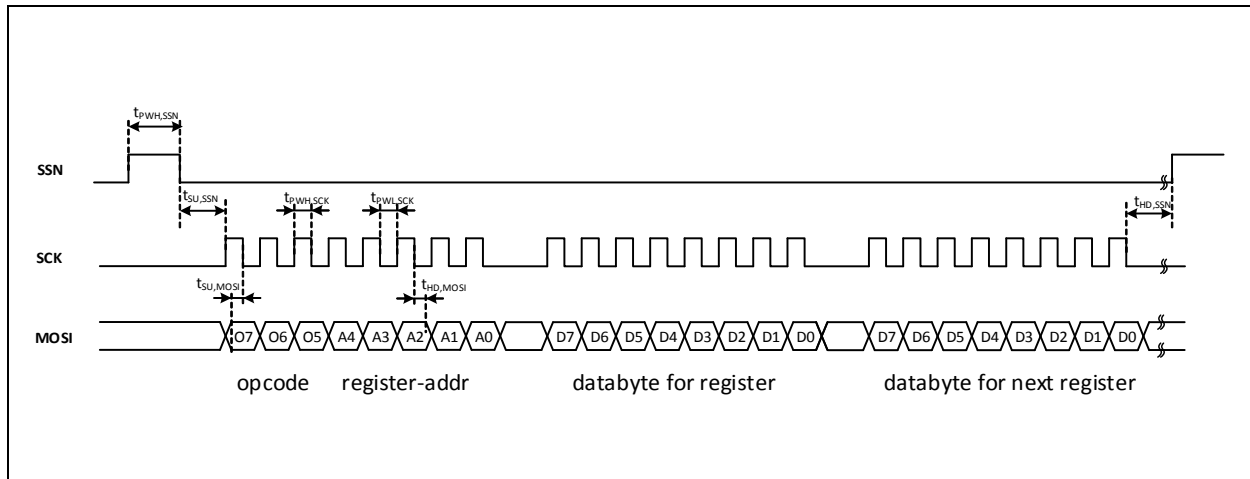 tPWH,SSN
SSN
tSU,SSN
tPWH,SCK
tPWL,SCK
tHD,SSN
SCK
tSU,MOSI
tHD,MOSI
MOSI
O7 O6 O5 A4 A3 A2 A1 A0 D7 D6 D5 D4 D3 D2 D1 D0 D7 D6 D5 D4 D3 D2 D1 D0
opcode register-addr databyte for register databyte for next register